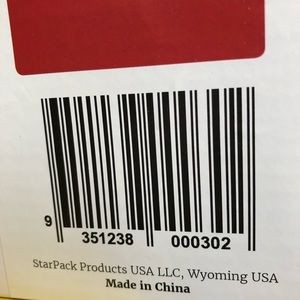 9 351238 000302
StarPack Products USA LLC, Wyoming USA
Made in China